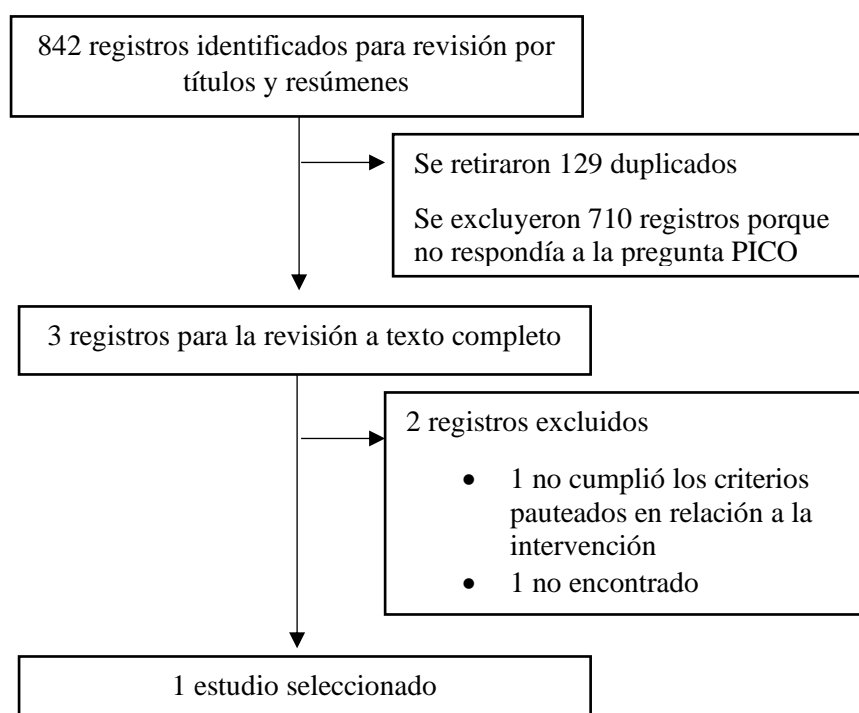 842 registros identificados para revisión por
títulos y resúmenes
Se retiraron 129 duplicados
Se excluyeron 710 registros porque
no respondía a la pregunta PICO
3 registros para la revisión a texto completo
2 registros excluidos
• 1 no cumplió los criterios
pauteados en relación a la
intervención
• 1 no encontrado
1 estudio seleccionado